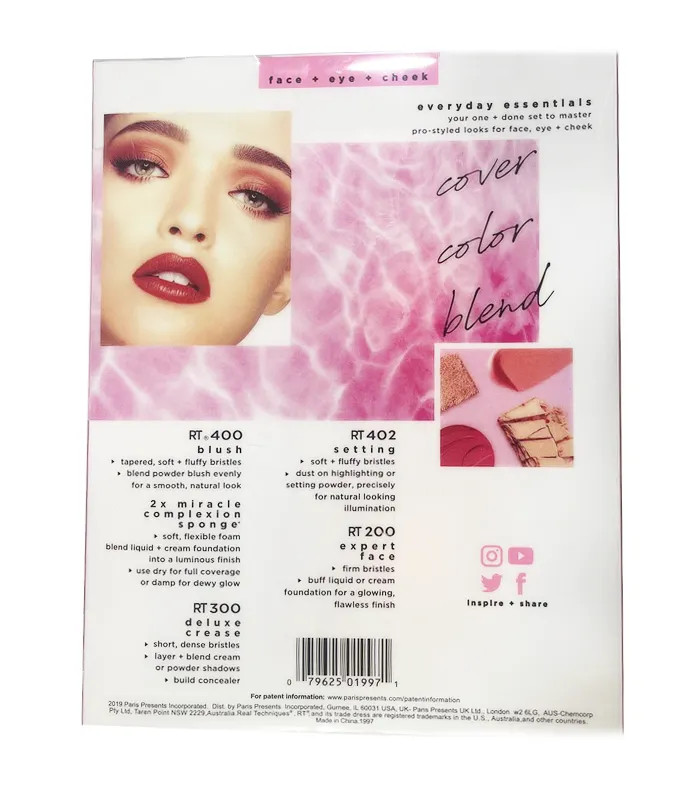 face + eye + cheek
everyday essentials
your one + done set to master
pro-styled looks for face, eye + cheek
cover
color
blend
RT®400
blush
▸ tapered, soft + fluffy bristles
▸ blend powder blush evenly
for a smooth, natural look
2x miracle
complexion
sponge®
▸ soft, flexible foam
blend liquid + cream foundation
into a luminous finish
▸ use dry for full coverage
or damp for dewy glow
RT300
deluxe
crease
▸ short, dense bristles
▸ layer + blend cream
or powder shadows
▸ build concealer
RT402
setting
▸ soft + fluffy bristles
▸ dust on highlighting or
setting powder, precisely
for natural looking
illumination
RT200
expert
face
▸ firm bristles
▸ buff liquid or cream
foundation for a glowing,
flawless finish
inspire + share
0 79625 01997 1
For patent information: www.parispresents.com/patentinformation
2019 Paris Presents Incorporated. Dist. by Paris Presents Incorporated, Gurnee, IL 60031 USA, UK- Paris Presents UK Ltd., London w2 6LG, AUS-Chemcorp
Pty Ltd, Taren Point NSW 2229,Australia.Real Techniques®, RT®,and its trade dress are registered trademarks in the U.S., Australia,and other countries.
Made in China.1997